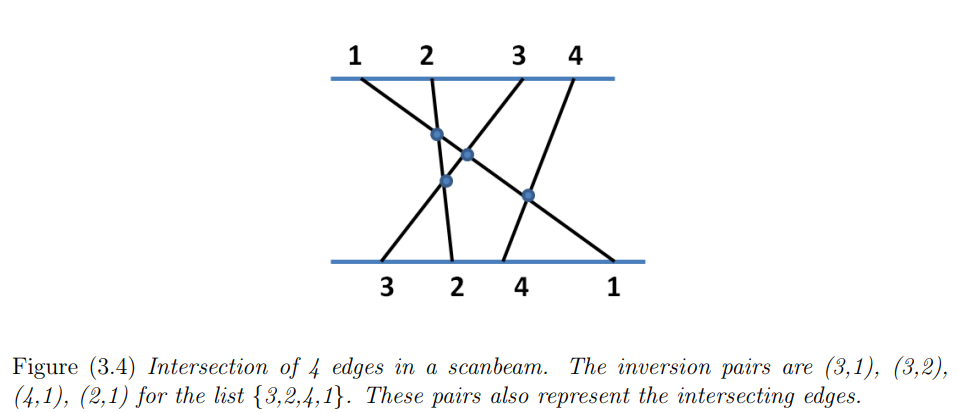 1 2 3 4
3 2 4 1
Figure (3.4) Intersection of 4 edges in a scanbeam. The inversion pairs are (3,1), (3,2),
(4,1), (2,1) for the list {3,2,4,1}. These pairs also represent the intersecting edges.